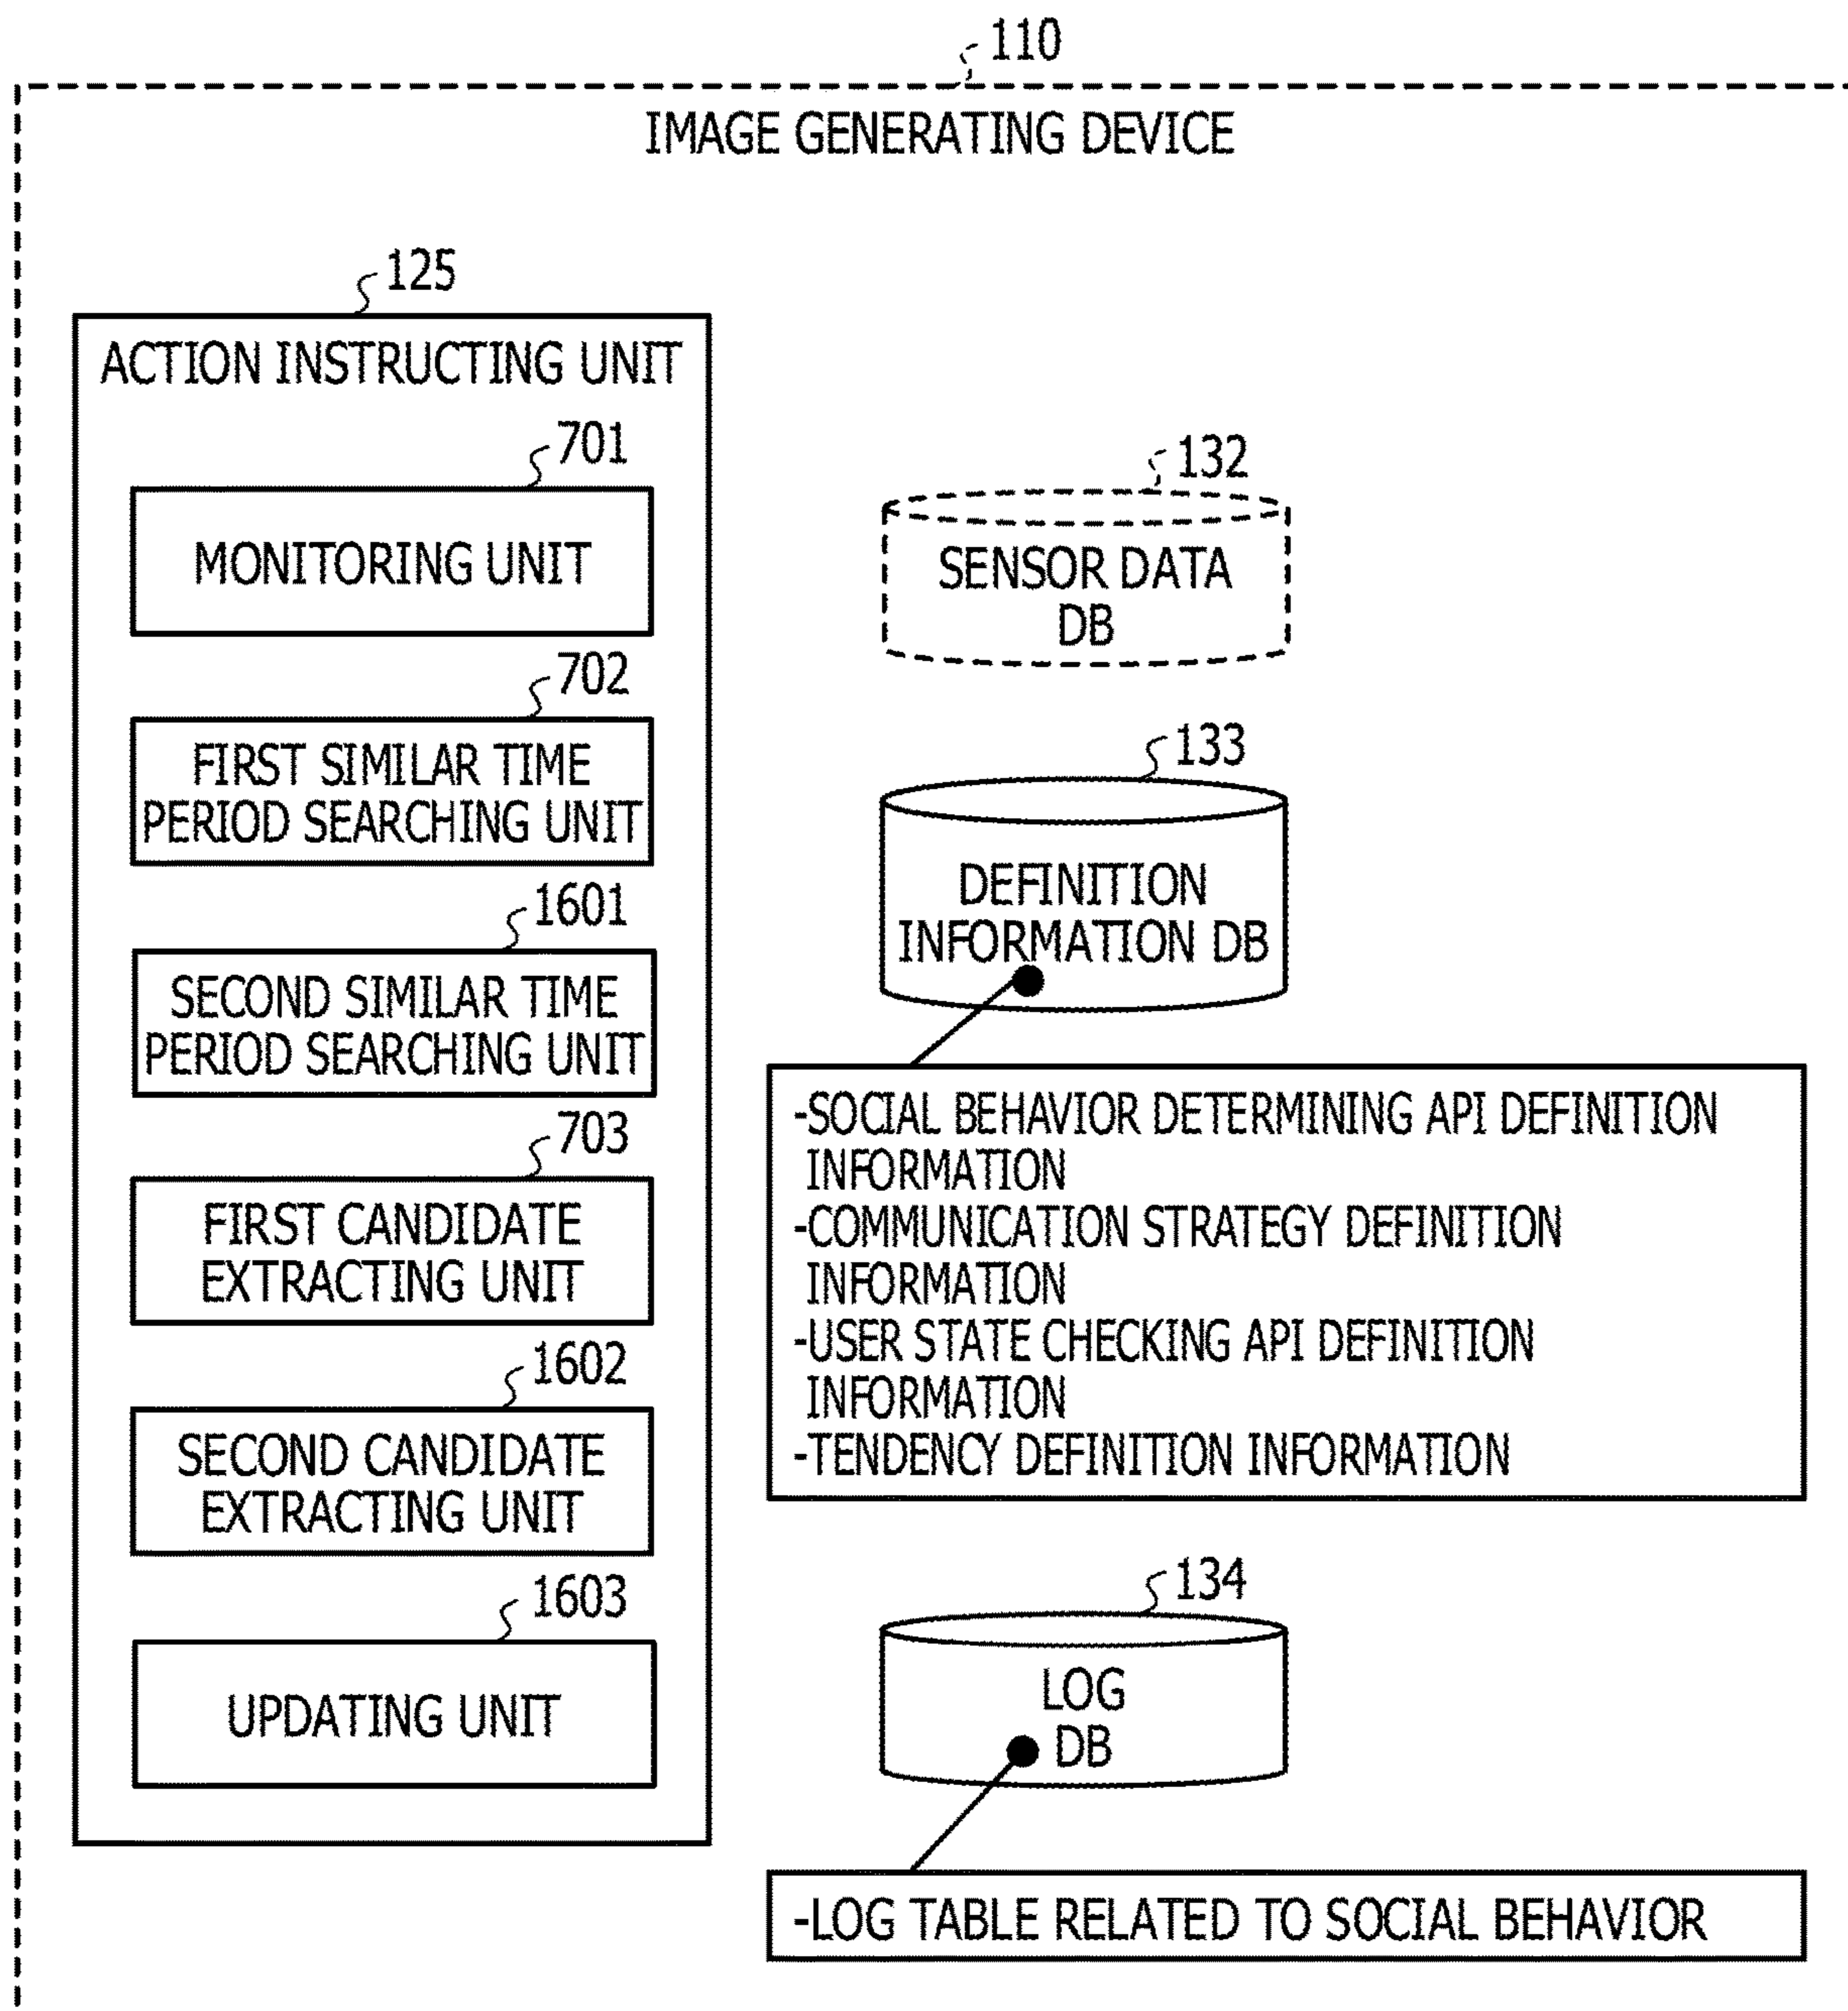 110
IMAGE GENERATING DEVICE
125
ACTION INSTRUCTING UNIT
701
MONITORING UNIT
702
FIRST SIMILAR TIME
PERIOD SEARCHING UNIT
1601
SECOND SIMILAR TIME
PERIOD SEARCHING UNIT
703
FIRST CANDIDATE
EXTRACTING UNIT
1602
SECOND CANDIDATE
EXTRACTING UNIT
1603
UPDATING UNIT
132
SENSOR DATA
DB
133
DEFINITION
INFORMATION DB
-SOCIAL BEHAVIOR DETERMINING API DEFINITION
INFORMATION
-COMMUNICATION STRATEGY DEFINITION
INFORMATION
-USER STATE CHECKING API DEFINITION
INFORMATION
-TENDENCY DEFINITION INFORMATION
134
LOG
DB
-LOG TABLE RELATED TO SOCIAL BEHAVIOR